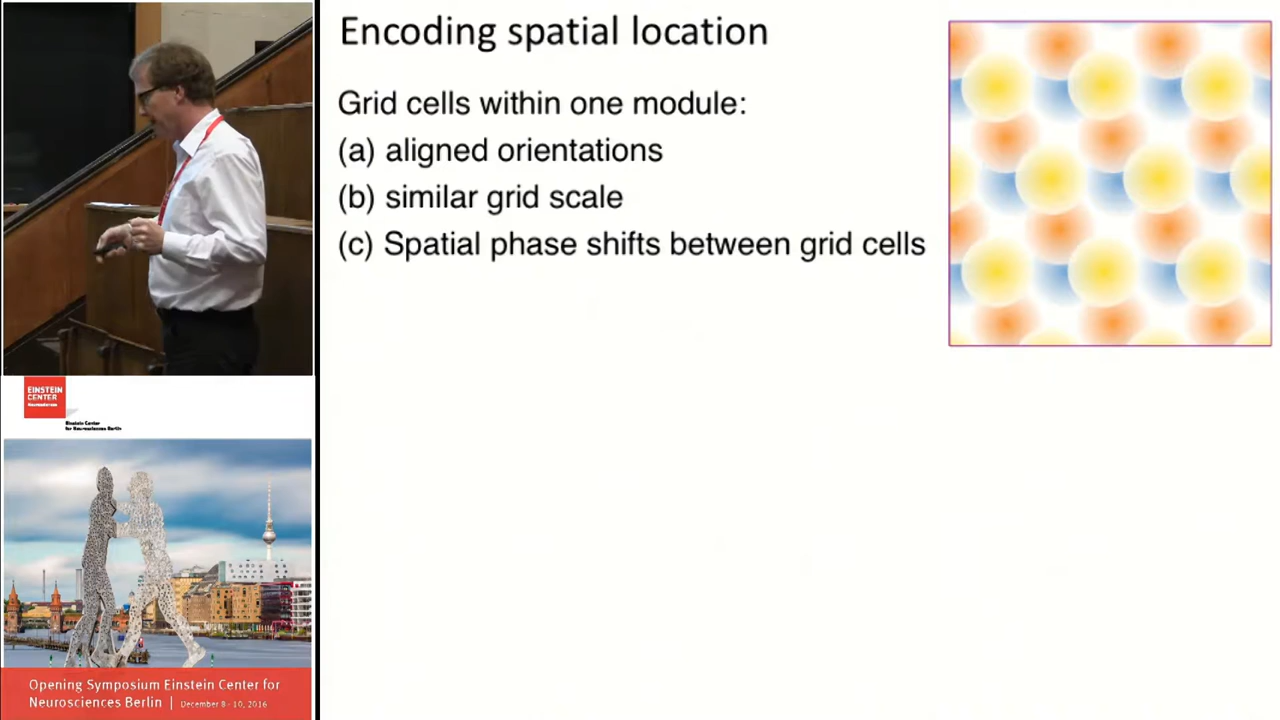 Encoding spatial location
Grid cells within one module:
(a) aligned orientations
(b) similar grid scale
(c) Spatial phase shifts between grid cells
EINSTEIN
CENTER
Neurosciences
Einstein Center
for Neurosciences Berlin
Opening Symposium Einstein Center for
Neurosciences Berlin | December 8 - 10, 2016